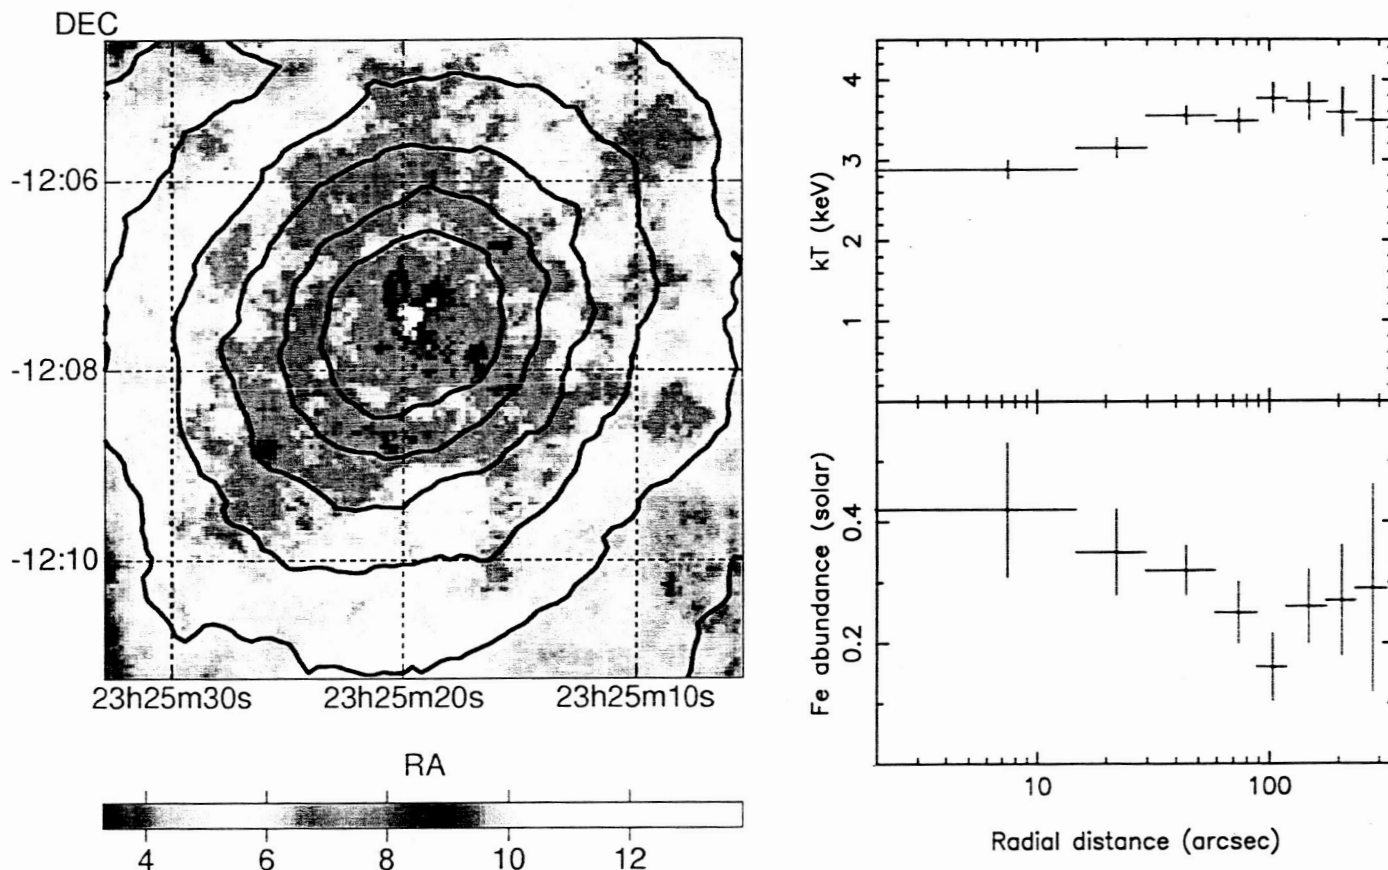 DEC
-12:06
-12:08
-12:10
23h25m30s
23h25m20s
23h25m10s
RA
4
6
8
10
12
kT (keV)
4
3
2
1
Fe abundance (solar)
0.4
0.2
10
100
Radial distance (arcsec)